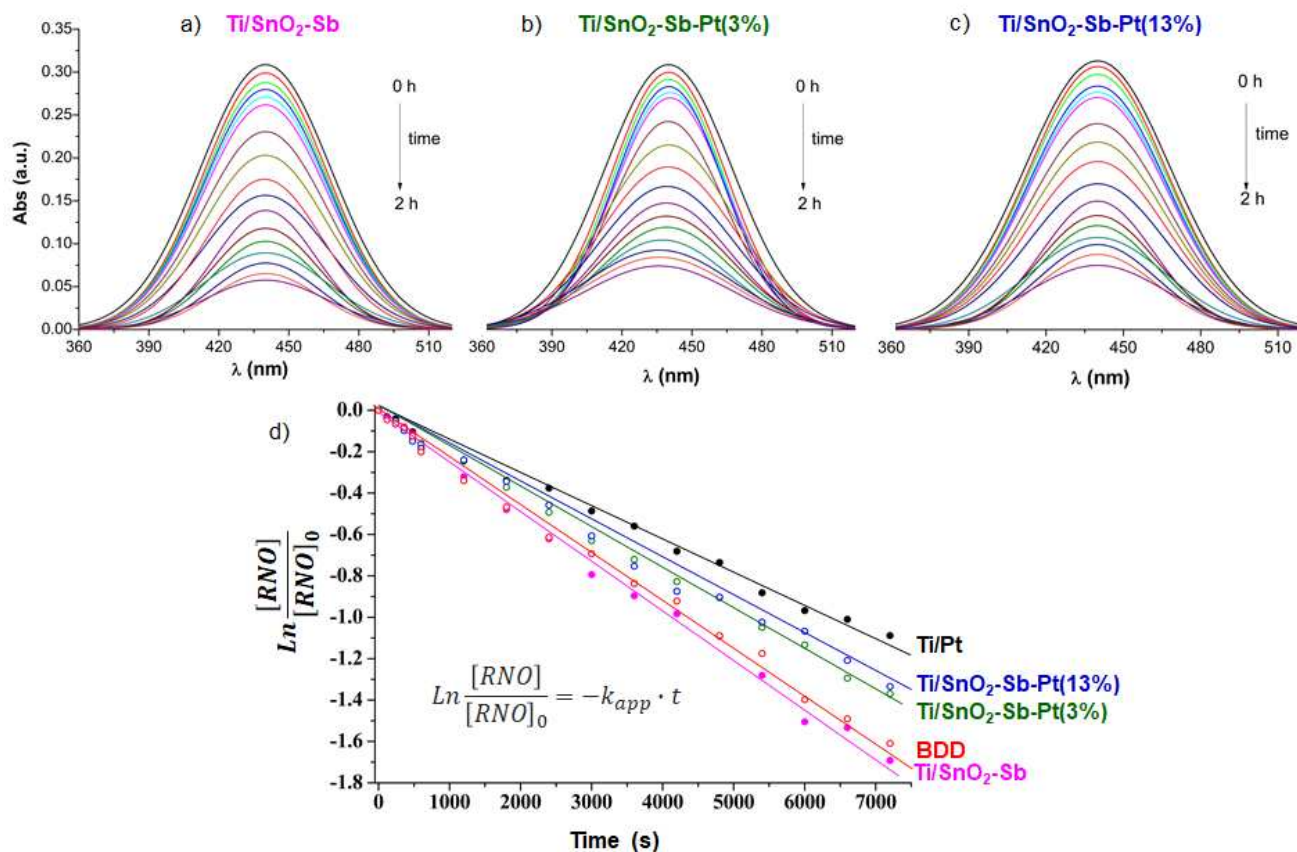 a) Ti/SnO₂-Sb
b) Ti/SnO₂-Sb-Pt(3%)
c) Ti/SnO₂-Sb-Pt(13%)
Abs (a.u.)
0.30
0.25
0.20
0.15
0.10
0.05
0.00
0 h
time
2 h
0 h
time
2 h
0 h
time
2 h
360 390 420 450 480 510
360 390 420 450 480 510
360 390 420 450 480 510
λ (nm)
λ (nm)
λ (nm)
d)
Ln [RNO]/[RNO]₀
0.0
-0.2
-0.4
-0.6
-0.8
-1.0
-1.2
-1.4
-1.6
-1.8
Ln [RNO]/[RNO]₀ = −k_app · t
Ti/Pt
Ti/SnO₂-Sb-Pt(13%)
Ti/SnO₂-Sb-Pt(3%)
BDD
Ti/SnO₂-Sb
0 1000 2000 3000 4000 5000 6000 7000
Time (s)